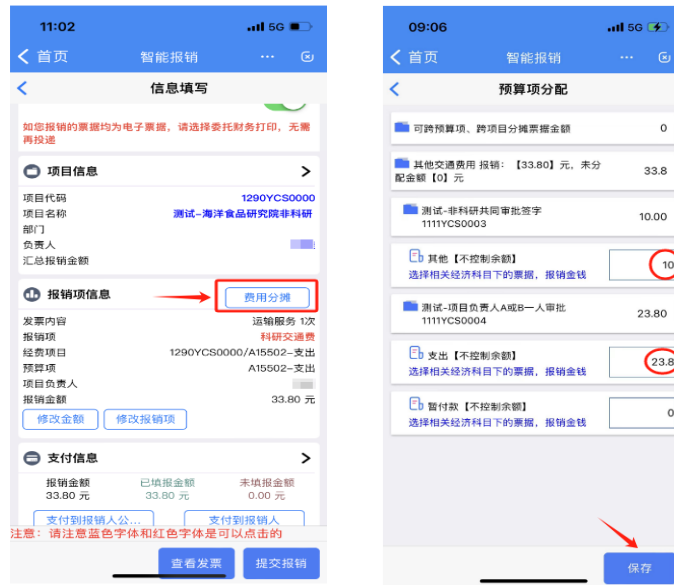 11:02
5G
首页
智能报销
信息填写
如您报销的票据均为电子票据，请选择委托财务打印，无需
再投递
项目信息
项目代码 1290YCS0000
项目名称 测试-海洋食品研究院非科研
部门
负责人
汇总报销金额
报销项信息 费用分摊
发票内容 运输服务 1次
报销项 科研交通费
经费项目 1290YCS0000/A15502-支出
预算项 A15502-支出
项目负责人
报销金额 33.80 元
修改金额 修改报销项
支付信息
报销金额 已填报金额 未填报金额
33.80 元 33.80 元 0.00 元
支付到报销人公... 支付到报销人
注意：请注意蓝色字体和红色字体是可以点击的
查看发票 提交报销
09:06
5G
首页
智能报销
预算项分配
可跨预算项、跨项目分摊票据金额 0
其他交通费用 报销：【33.80】元，未分 33.8
配金额【0】元
测试-非科研共同审批签字 10.00
1111YCS0003
其他【不控制余额】 10
选择相关经济科目下的票据，报销金钱
测试-项目负责人A或B一人审批 23.80
1111YCS0004
支出【不控制余额】 23.8
选择相关经济科目下的票据，报销金钱
暂付款【不控制余额】 0
选择相关经济科目下的票据，报销金钱
保存